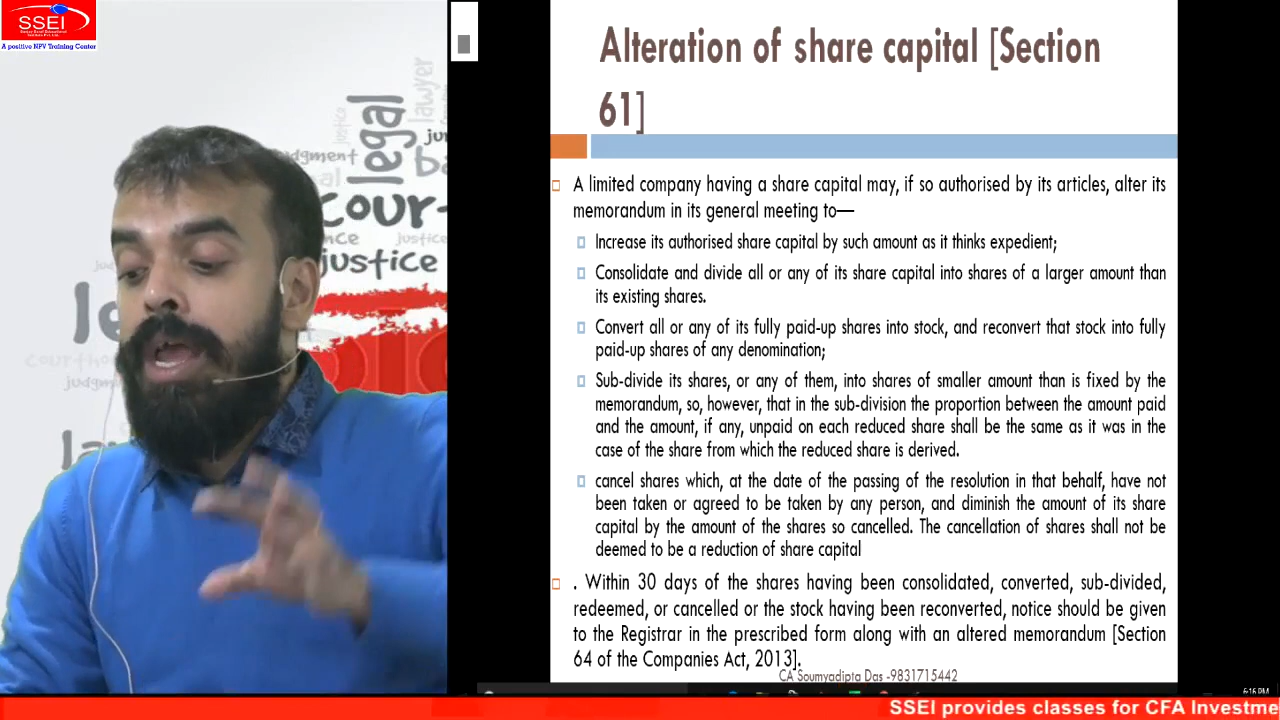 SSEI
A positive NPV Training Center
Alteration of share capital [Section
61]
A limited company having a share capital may, if so authorised by its articles, alter its
memorandum in its general meeting to—
Increase its authorised share capital by such amount as it thinks expedient;
Consolidate and divide all or any of its share capital into shares of a larger amount than
its existing shares.
Convert all or any of its fully paid-up shares into stock, and reconvert that stock into fully
paid-up shares of any denomination;
Sub-divide its shares, or any of them, into shares of smaller amount than is fixed by the
memorandum, so, however, that in the sub-division the proportion between the amount paid
and the amount, if any, unpaid on each reduced share shall be the same as it was in the
case of the share from which the reduced share is derived.
cancel shares which, at the date of the passing of the resolution in that behalf, have not
been taken or agreed to be taken by any person, and diminish the amount of its share
capital by the amount of the shares so cancelled. The cancellation of shares shall not be
deemed to be a reduction of share capital
. Within 30 days of the shares having been consolidated, converted, sub-divided,
redeemed, or cancelled or the stock having been reconverted, notice should be given
to the Registrar in the prescribed form along with an altered memorandum [Section
64 of the Companies Act, 2013].
CA Soumyadipta Das -9831715442
6:16 PM
SSEI provides classes for CFA Investme
lawyer
justice
legal
judgment
cour
justice
justice